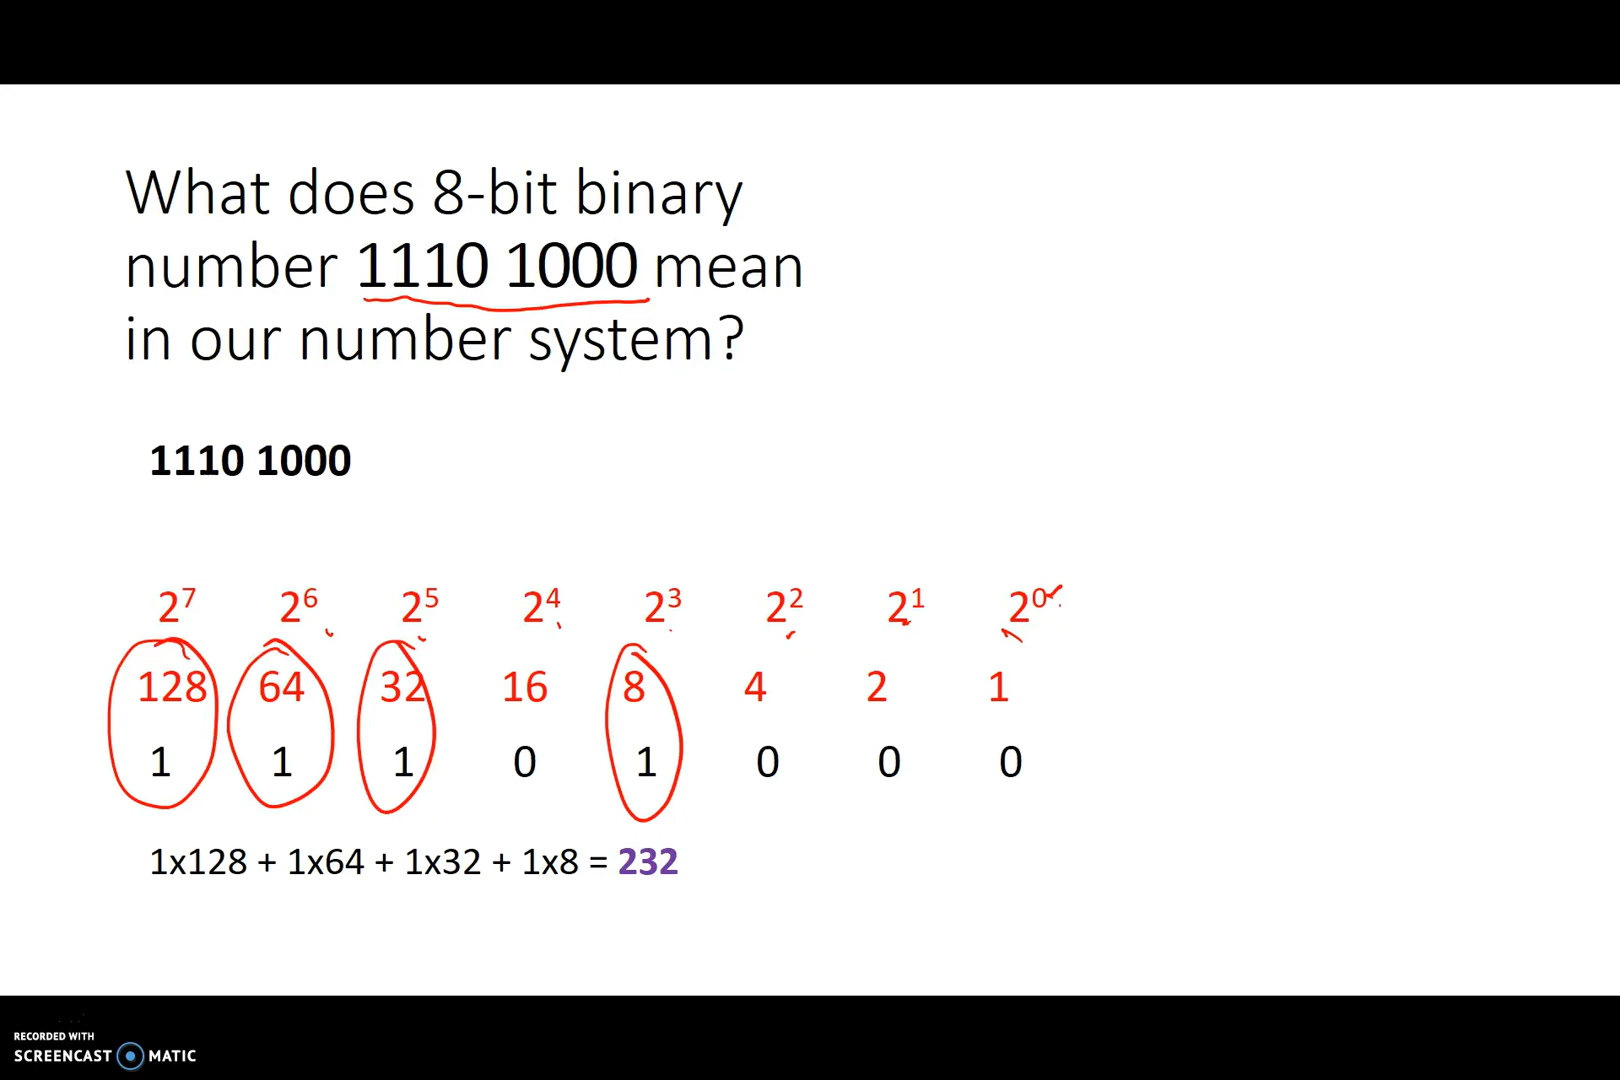 What does 8-bit binary
number 1110 1000 mean
in our number system?
1110 1000
2⁷ 2⁶ 2⁵ 2⁴ 2³ 2² 2¹ 2⁰
128 64 32 16 8 4 2 1
1 1 1 0 1 0 0 0
1x128 + 1x64 + 1x32 + 1x8 = 232
RECORDED WITH
SCREENCAST MATIC